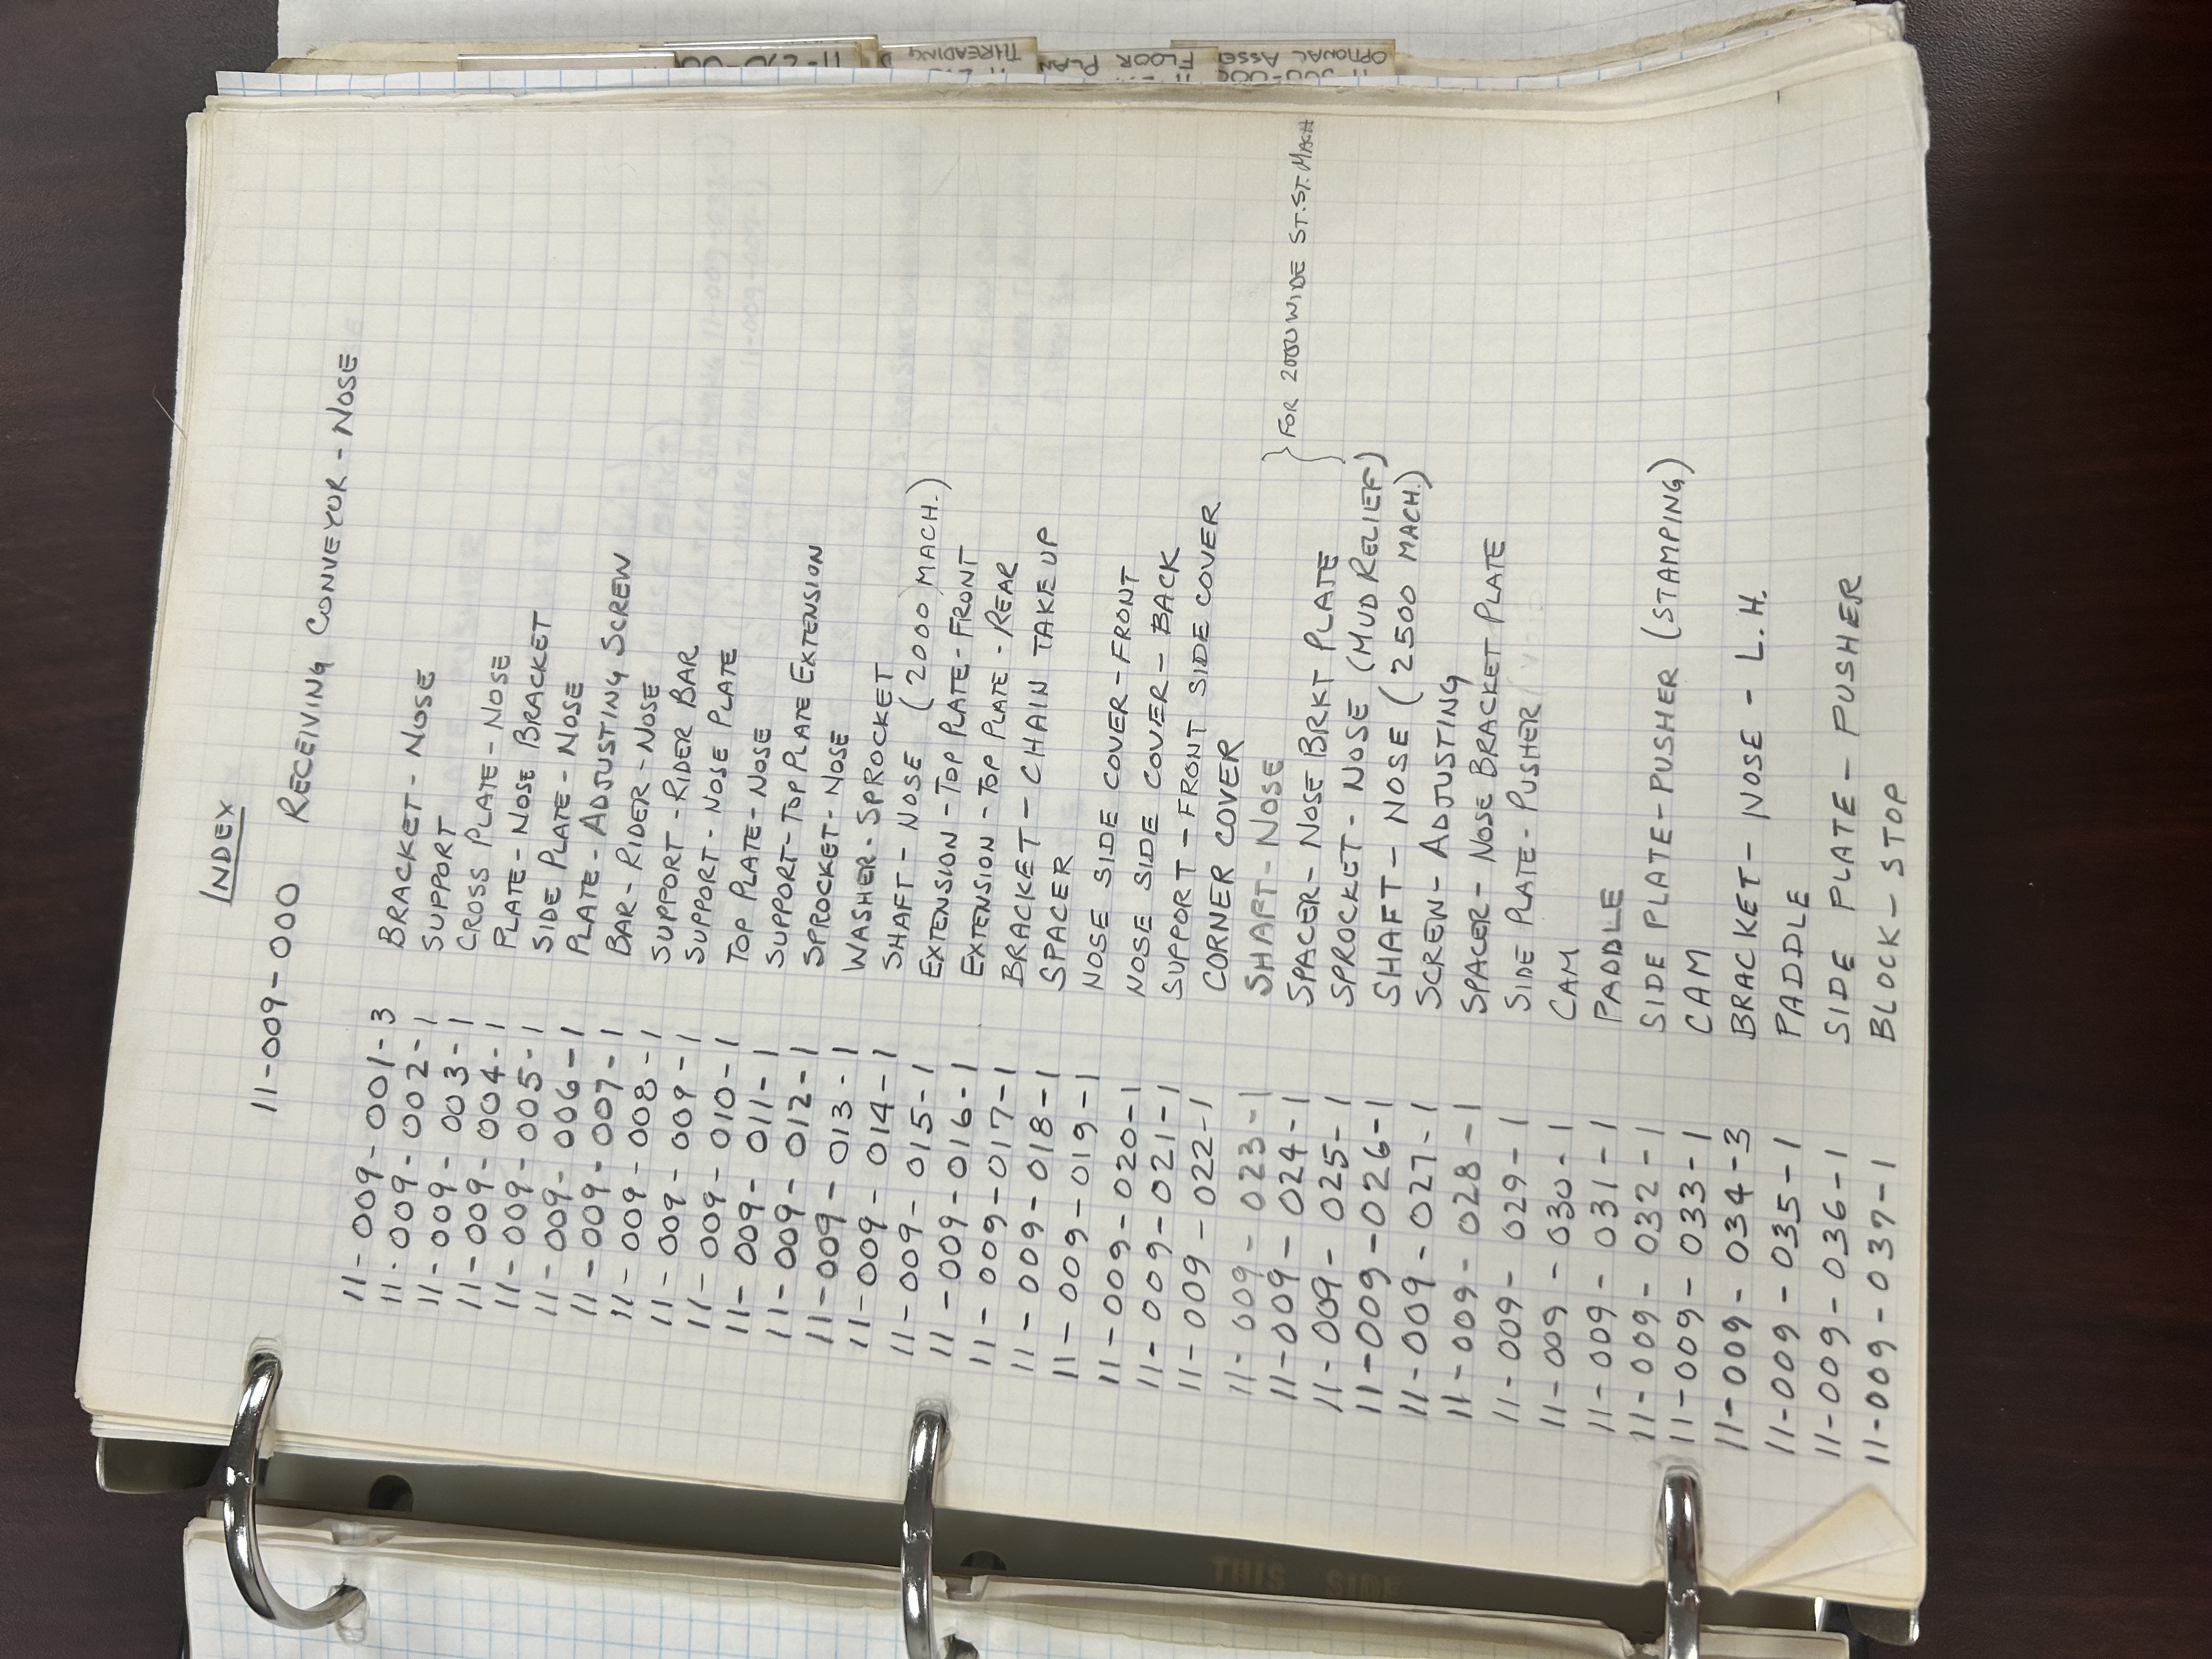 INDEX
11-009-000 RECEIVING CONVEYOR - NOSE
11-009-001-3 BRACKET - NOSE
11-009-002-1 SUPPORT
11-009-003-1 CROSS PLATE - NOSE
11-009-004-1 PLATE - NOSE BRACKET
11-009-005-1 SIDE PLATE - NOSE
11-009-006-1 PLATE - ADJUSTING SCREW
11-009-007-1 BAR - RIDER - NOSE
11-009-008-1 SUPPORT - RIDER BAR
11-009-009-1 SUPPORT - NOSE PLATE
11-009-010-1 TOP PLATE - NOSE
11-009-011-1 SUPPORT - TOP PLATE EXTENSION
11-009-012-1 SPROCKET - NOSE
11-009-013-1 WASHER - SPROCKET
11-009-014-1 SHAFT - NOSE (2000 MACH.)
11-009-015-1 EXTENSION - TOP PLATE - FRONT
11-009-016-1 EXTENSION - TOP PLATE - REAR
11-009-017-1 BRACKET - CHAIN TAKE UP
11-009-018-1 SPACER
11-009-019-1 NOSE SIDE COVER - FRONT
11-009-020-1 NOSE SIDE COVER - BACK
11-009-021-1 SUPPORT - FRONT SIDE COVER
11-009-022-1 CORNER COVER
11-009-023-1 SHAFT - NOSE
11-009-024-1 SPACER - NOSE BRKT PLATE } FOR 2000 WIDE ST. ST. MACH
11-009-025-1 SPROCKET - NOSE (MUD RELIEF)
11-009-026-1 SHAFT - NOSE (2500 MACH.)
11-009-027-1 SCREW - ADJUSTING
11-009-028-1 SPACER - NOSE BRACKET PLATE
11-009-029-1 SIDE PLATE - PUSHER
11-009-030-1 CAM
11-009-031-1 PADDLE
11-009-032-1 SIDE PLATE - PUSHER (STAMPING)
11-009-033-1 CAM
11-009-034-3 BRACKET - NOSE - L.H.
11-009-035-1 PADDLE
11-009-036-1 SIDE PLATE - PUSHER
11-009-037-1 BLOCK - STOP
THREADING
OPTIONAL ASSEY FLOOR PLAN
THIS SIDE